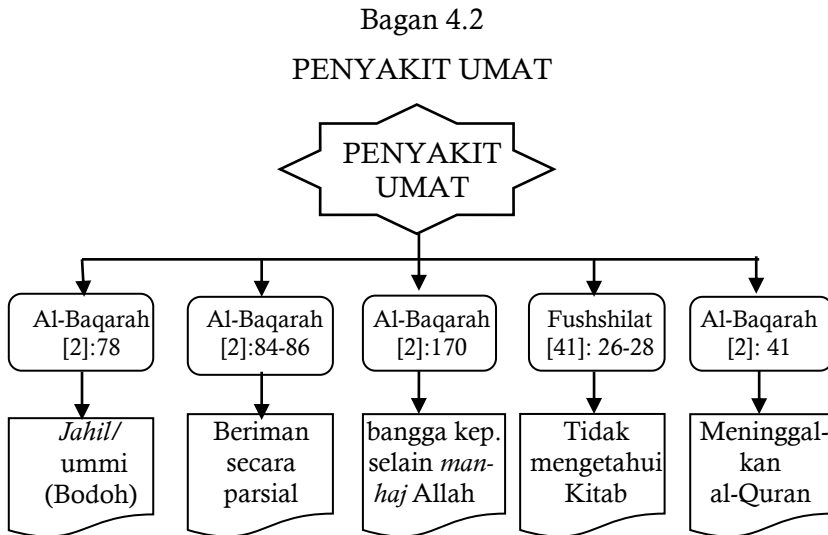 Bagan 4.2
PENYAKIT UMAT
PENYAKIT
UMAT
Al-Baqarah
[2]:78
Al-Baqarah
[2]:84-86
Al-Baqarah
[2]:170
Fushshilat
[41]: 26-28
Al-Baqarah
[2]: 41
Jahil/
ummi
(Bodoh)
Beriman
secara
parsial
bangga kep.
selain man-
haj Allah
Tidak
mengetahui
Kitab
Meninggal-
kan
al-Quran